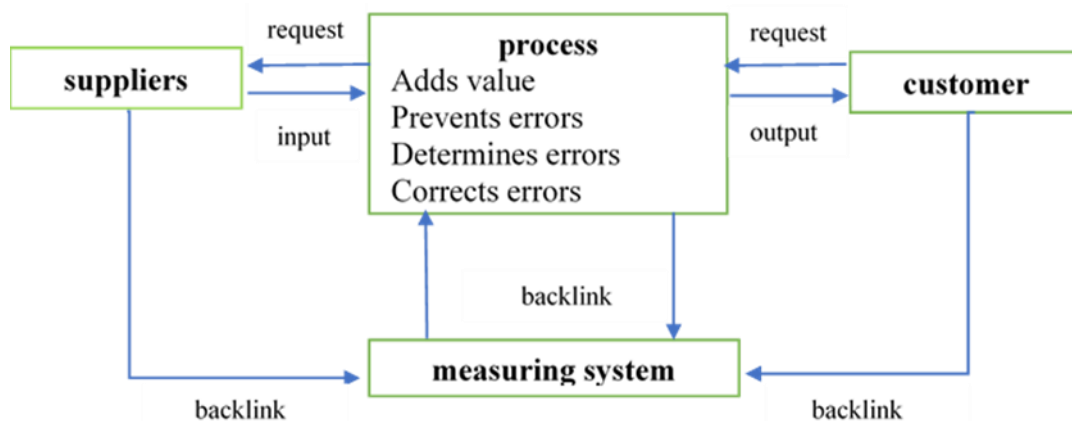 request
process
request
suppliers
Adds value
customer
Prevents errors
input
output
Determines errors
Corrects errors
backlink
measuring system
backlink
backlink